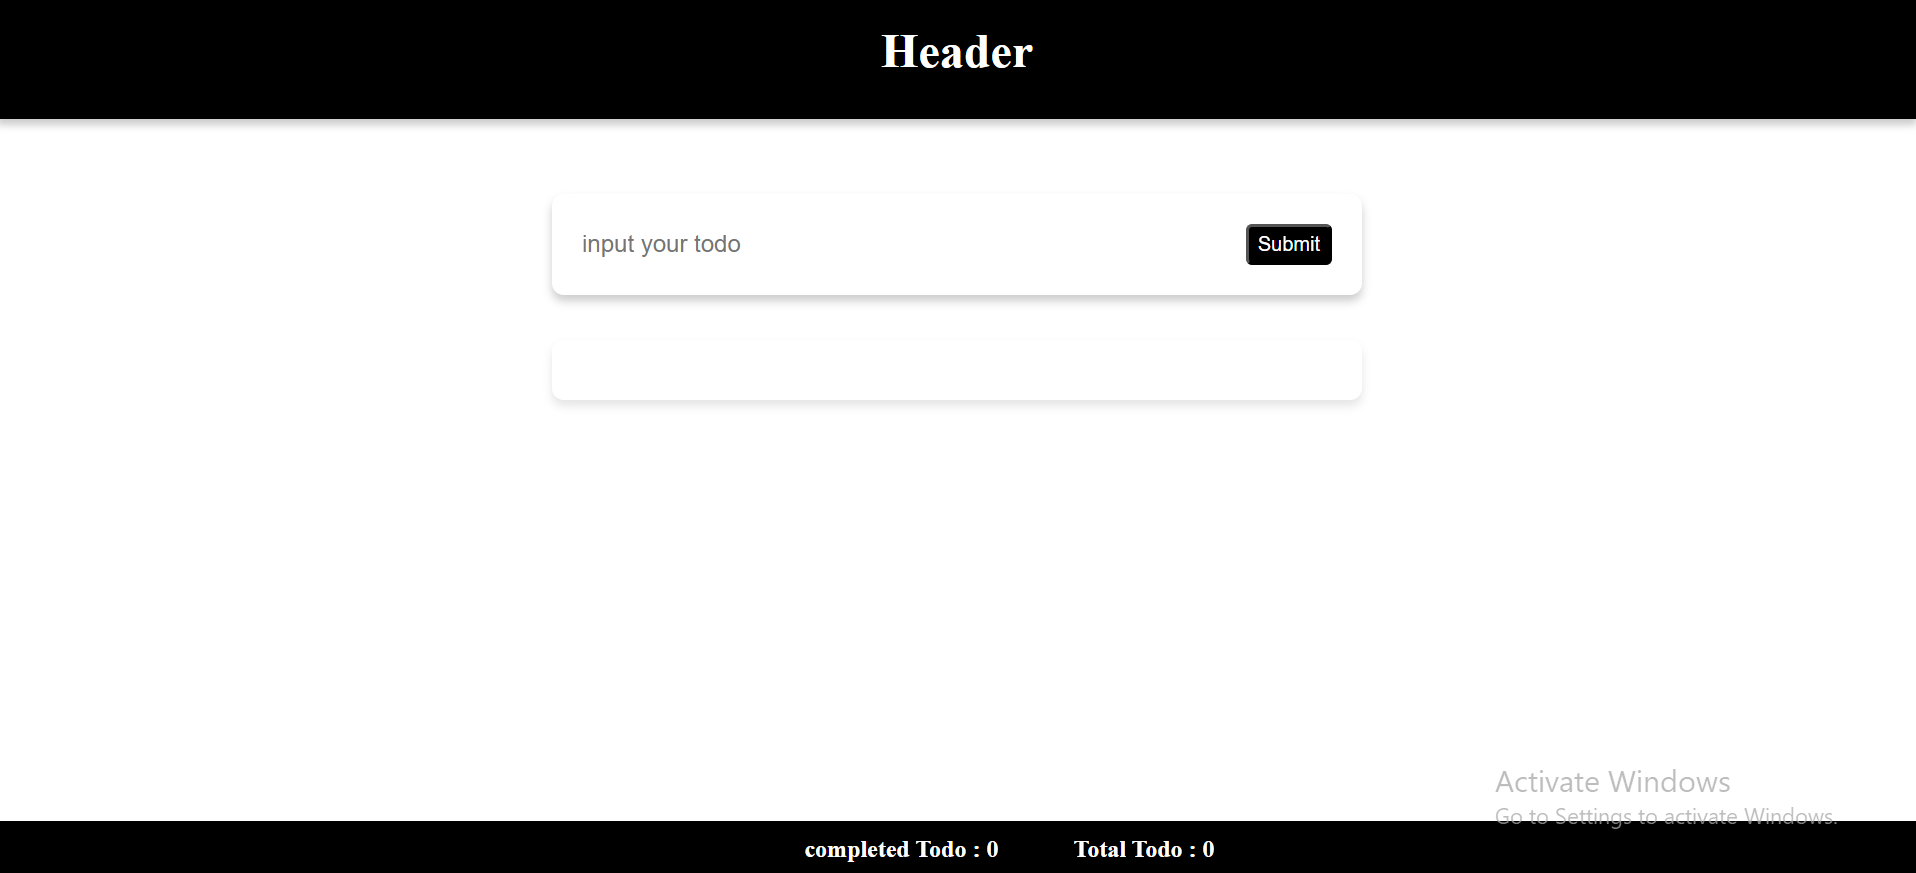 Header
input your todo
Submit
Activate Windows
Go to Settings to activate Windows.
completed Todo : 0
Total Todo : 0